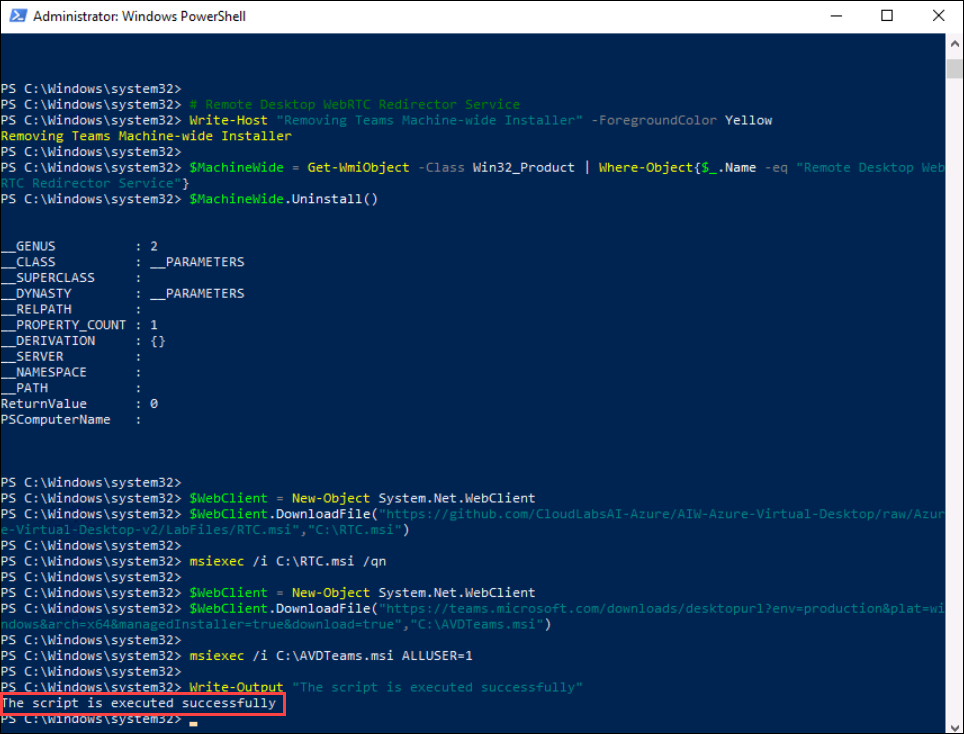 Administrator: Windows PowerShell
PS C:\Windows\system32>
PS C:\Windows\system32> # Remote Desktop WebRTC Redirector Service
PS C:\Windows\system32> Write-Host "Removing Teams Machine-wide Installer" -ForegroundColor Yellow
Removing Teams Machine-wide Installer
PS C:\Windows\system32>
PS C:\Windows\system32> $MachineWide = Get-WmiObject -Class Win32_Product | Where-Object{$_.Name -eq "Remote Desktop Web
RTC Redirector Service"}
PS C:\Windows\system32> $MachineWide.Uninstall()
__GENUS          : 2
__CLASS          : __PARAMETERS
__SUPERCLASS     :
__DYNASTY        : __PARAMETERS
__RELPATH        :
__PROPERTY_COUNT : 1
__DERIVATION     : {}
__SERVER         :
__NAMESPACE      :
__PATH           :
ReturnValue      : 0
PSComputerName   :
PS C:\Windows\system32>
PS C:\Windows\system32> $WebClient = New-Object System.Net.WebClient
PS C:\Windows\system32> $WebClient.DownloadFile("https://github.com/CloudLabsAI-Azure/AIW-Azure-Virtual-Desktop/raw/Azur
e-Virtual-Desktop-v2/LabFiles/RTC.msi","C:\RTC.msi")
PS C:\Windows\system32>
PS C:\Windows\system32> msiexec /i C:\RTC.msi /qn
PS C:\Windows\system32>
PS C:\Windows\system32> $WebClient = New-Object System.Net.WebClient
PS C:\Windows\system32> $WebClient.DownloadFile("https://teams.microsoft.com/downloads/desktopurl?env=production&plat=wi
ndows&arch=x64&managedInstaller=true&download=true","C:\AVDTeams.msi")
PS C:\Windows\system32>
PS C:\Windows\system32> msiexec /i C:\AVDTeams.msi ALLUSER=1
PS C:\Windows\system32>
PS C:\Windows\system32> Write-Output "The script is executed successfully"
The script is executed successfully
PS C:\Windows\system32>